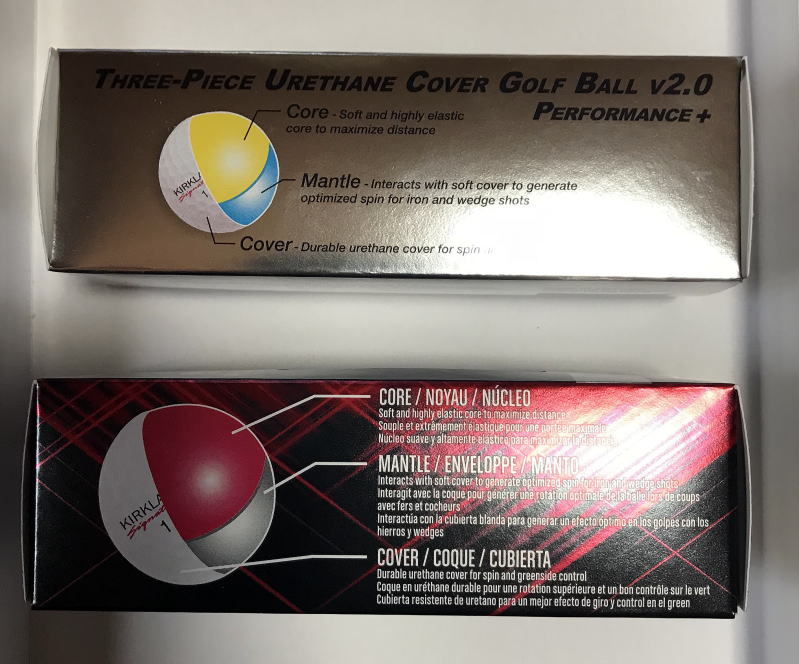 THREE-PIECE URETHANE COVER GOLF BALL V2.0
PERFORMANCE+
Core - Soft and highly elastic
core to maximize distance
KIRKLA
Signat
1
Mantle - Interacts with soft cover to generate
optimized spin for iron and wedge shots
Cover - Durable urethane cover for spin
CORE / NOYAU / NÚCLEO
Soft and highly elastic core to maximize distance
Souple et extrêmement élastique pour une portée maximale
Núcleo suave y altamente elástico para maximizar la distancia
MANTLE / ENVELOPPE / MANTO
Interacts with soft cover to generate optimized spin for iron and wedge shots
Interagit avec la coque pour générer une rotation optimale de la balle lors de coups
avec fers et cocheurs
Interactúa con la cubierta blanda para generar un efecto óptimo en los golpes con los
hierros y wedges
KIRKLA
Signat
1
COVER / COQUE / CUBIERTA
Durable urethane cover for spin and greenside control
Coque en uréthane durable pour une rotation supérieure et un bon contrôle sur le vert
Cubierta resistente de uretano para un mejor efecto de giro y control en el green